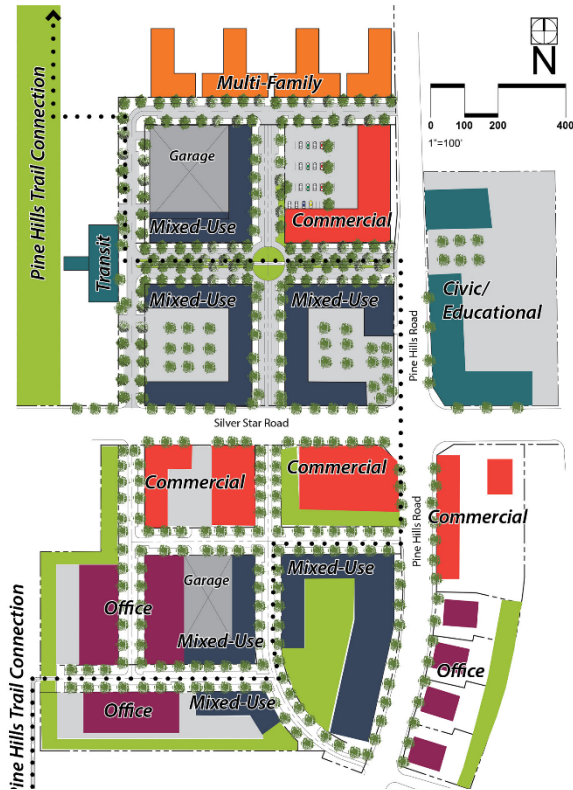 Multi-Family
N
0 100 200 400
1"=100'
Pine Hills Trail Connection
Garage
Mixed-Use
Commercial
Transit
Mixed-Use
Mixed-Use
Civic/
Educational
Pine Hills Road
Silver Star Road
Commercial
Commercial
Commercial
Pine Hills Road
Mixed-Use
Garage
Office
Mixed-Use
Office
Office
Mixed-Use
Pine Hills Trail Connection